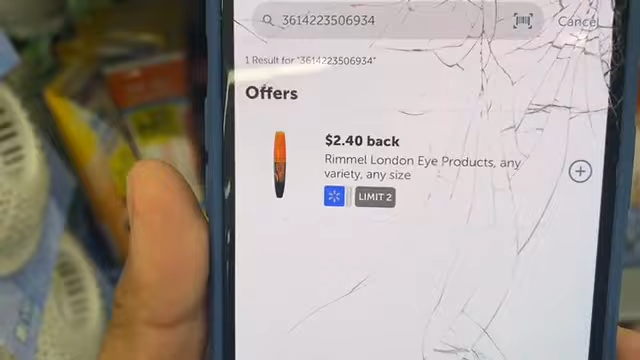 3614223506934
Cancel
1 Result for "3614223506934"
Offers
$2.40 back
Rimmel London Eye Products, any
variety, any size
LIMIT 2